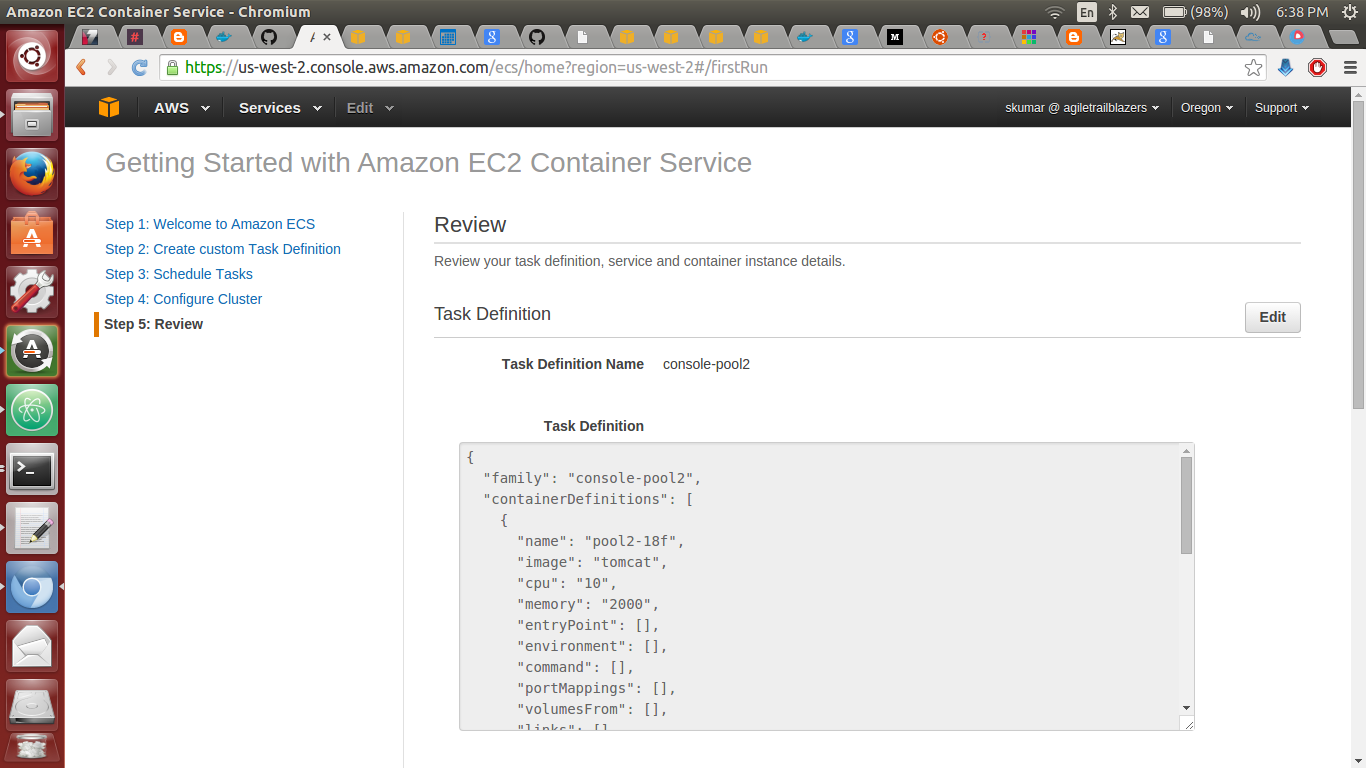 Amazon EC2 Container Service - Chromium
En
(98%)
6:38 PM
https://us-west-2.console.aws.amazon.com/ecs/home?region=us-west-2#/firstRun
AWS
Services
Edit
skumar @ agiletrailblazers
Oregon
Support
Getting Started with Amazon EC2 Container Service
Step 1: Welcome to Amazon ECS
Step 2: Create custom Task Definition
Step 3: Schedule Tasks
Step 4: Configure Cluster
Step 5: Review
Review
Review your task definition, service and container instance details.
Task Definition
Edit
Task Definition Name console-pool2
Task Definition
{
"family": "console-pool2",
"containerDefinitions": [
{
"name": "pool2-18f",
"image": "tomcat",
"cpu": "10",
"memory": "2000",
"entryPoint": [],
"environment": [],
"command": [],
"portMappings": [],
"volumesFrom": [],
"links": []